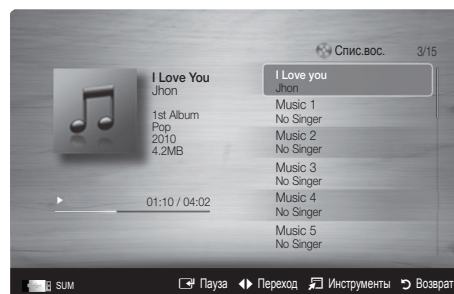 Спис.вос. 3/15
I Love You
Jhon
1st Album
Pop
2010
4.2MB
01:10 / 04:02
I Love you
Jhon
Music 1
No Singer
Music 2
No Singer
Music 3
No Singer
Music 4
No Singer
Music 5
No Singer
SUM Пауза Переход Инструменты Возврат